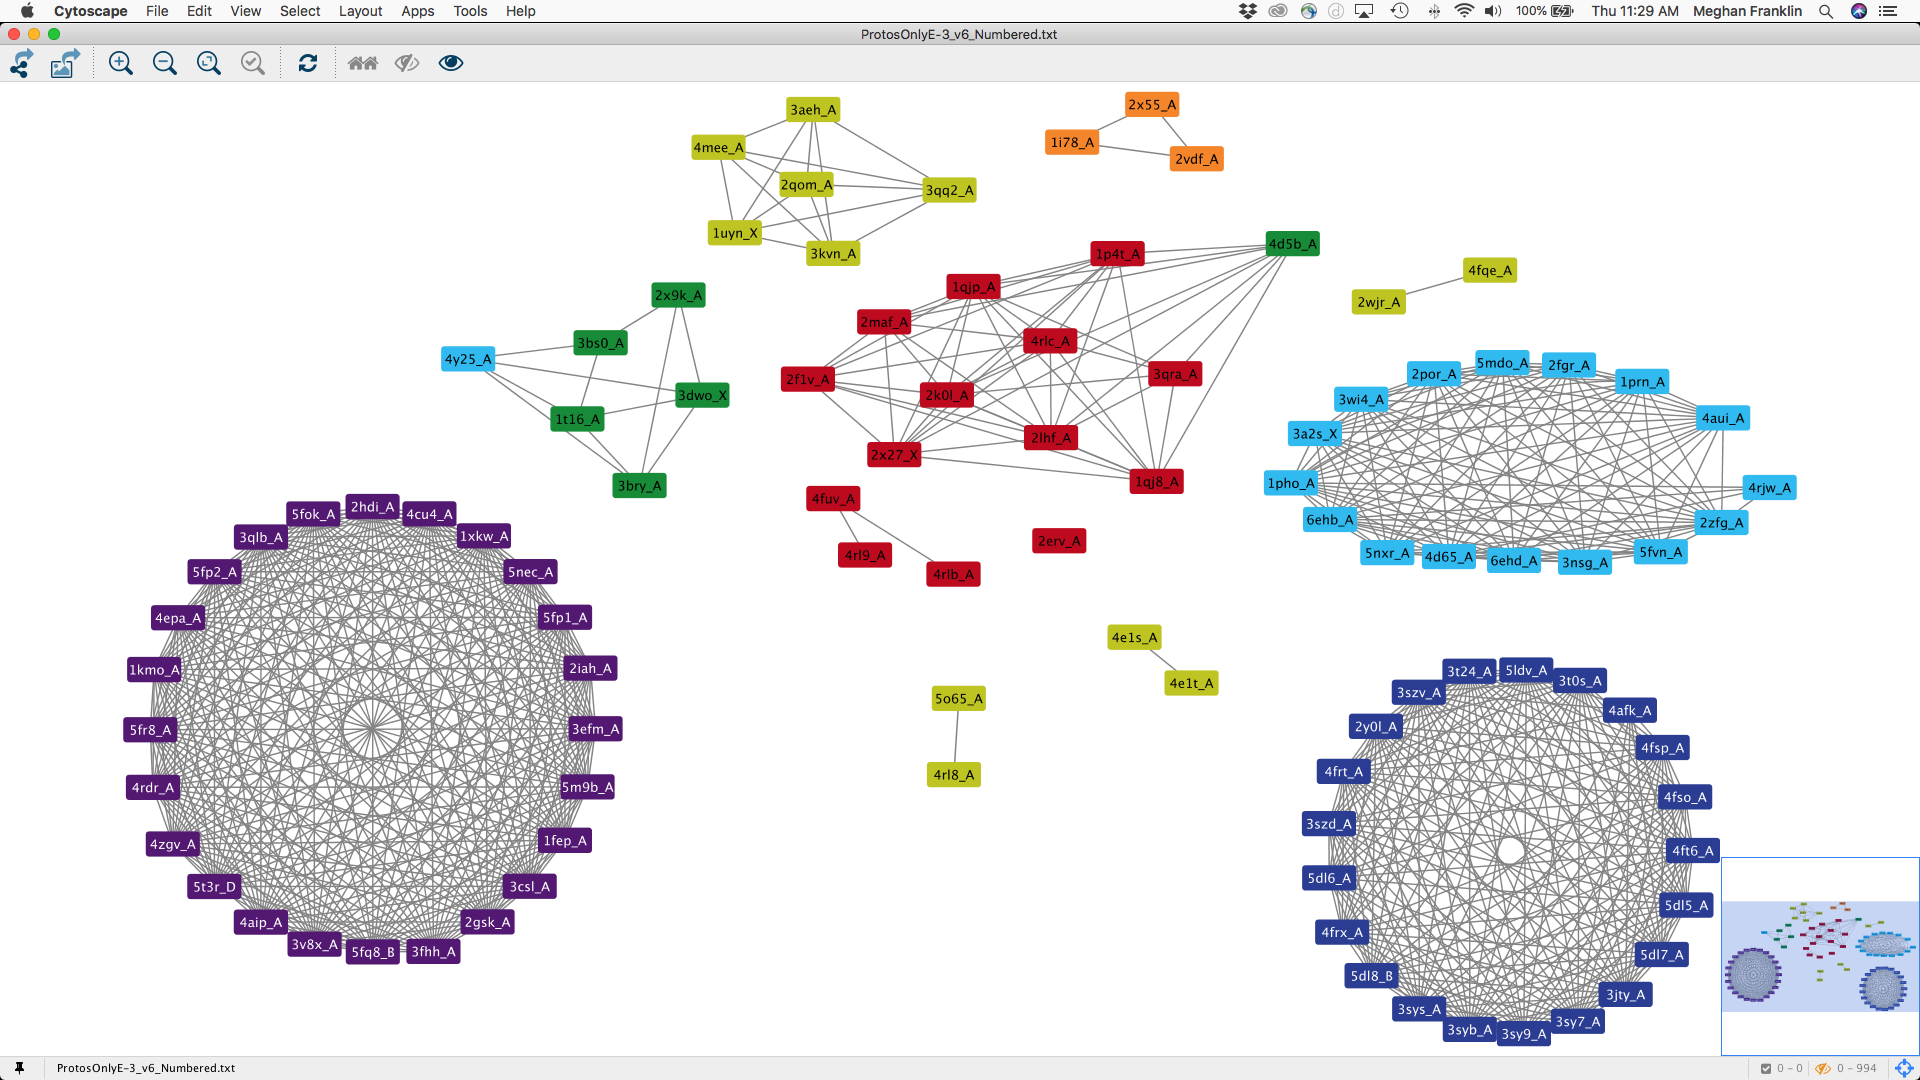 Cytoscape File Edit View Select Layout Apps Tools Help 100% Thu 11:29 AM Meghan Franklin
ProtosOnlyE-3_v6_Numbered.txt
3aeh_A
4mee_A
2qom_A
3qq2_A
1uyn_X
3kvn_A
2x55_A
1i78_A
2vdf_A
4d5b_A
1p4t_A
1qjp_A
2maf_A
4rlc_A
3qra_A
2f1v_A
2k0l_A
2lhf_A
2x27_X
1qj8_A
4fqe_A
2wjr_A
2x9k_A
3bs0_A
4y25_A
3dwo_X
1t16_A
3bry_A
5mdo_A
2fgr_A
2por_A
1prn_A
3wi4_A
4aui_A
3a2s_X
1pho_A
4rjw_A
6ehb_A
2zfg_A
5nxr_A
4d65_A
6ehd_A
3nsg_A
5fvn_A
4fuv_A
4rl9_A
4rlb_A
2erv_A
4e1s_A
4e1t_A
5o65_A
4rl8_A
2hdi_A
5fok_A
4cu4_A
3qlb_A
1xkw_A
5fp2_A
5nec_A
4epa_A
5fp1_A
1kmo_A
2iah_A
5fr8_A
3efm_A
4rdr_A
5m9b_A
4zgv_A
1fep_A
5t3r_D
3csl_A
4aip_A
2gsk_A
3v8x_A
5fq8_B
3fhh_A
3t24_A
5ldv_A
3t0s_A
3szv_A
4afk_A
2y0l_A
4fsp_A
4frt_A
4fso_A
3szd_A
4ft6_A
5dl6_A
5dl5_A
4frx_A
5dl7_A
5dl8_B
3jty_A
3sys_A
3sy7_A
3syb_A
3sy9_A
ProtosOnlyE-3_v6_Numbered.txt
0 – 0
0 – 994